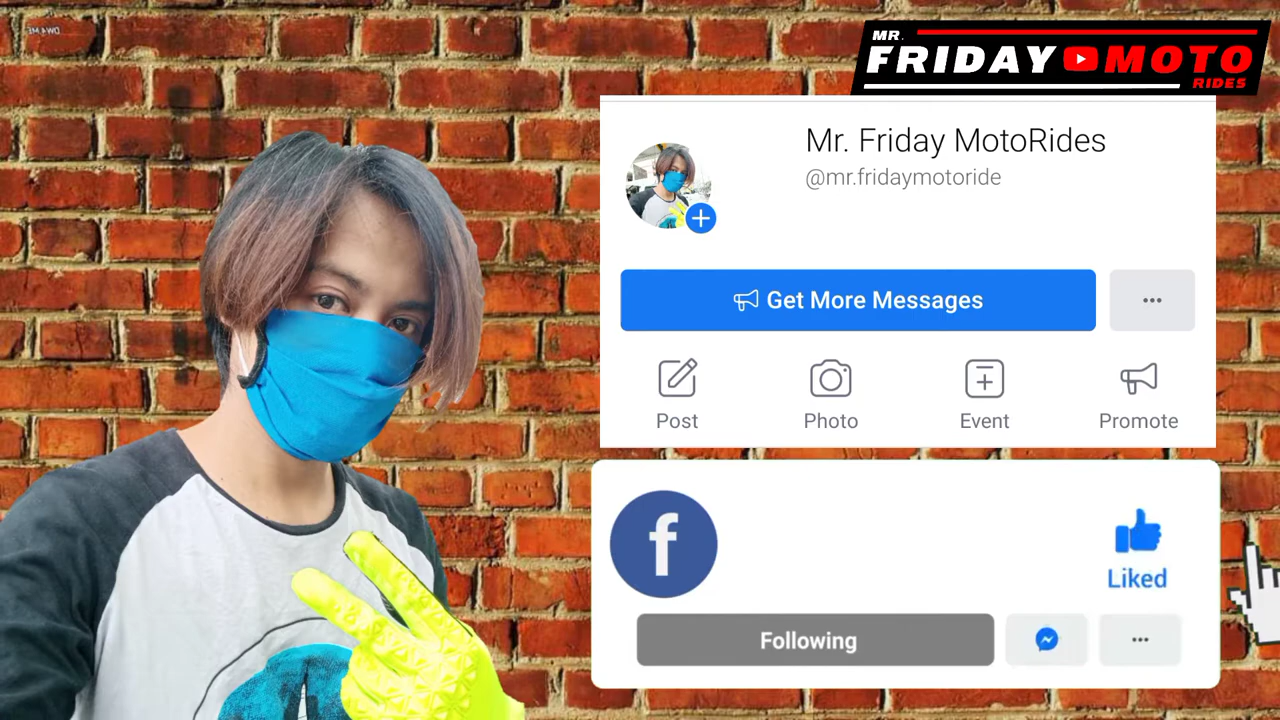 MR.
FRIDAY MOTO
RIDES
Mr. Friday MotoRides
@mr.fridaymotoride
Get More Messages
Post
Photo
Event
Promote
f
Liked
Following